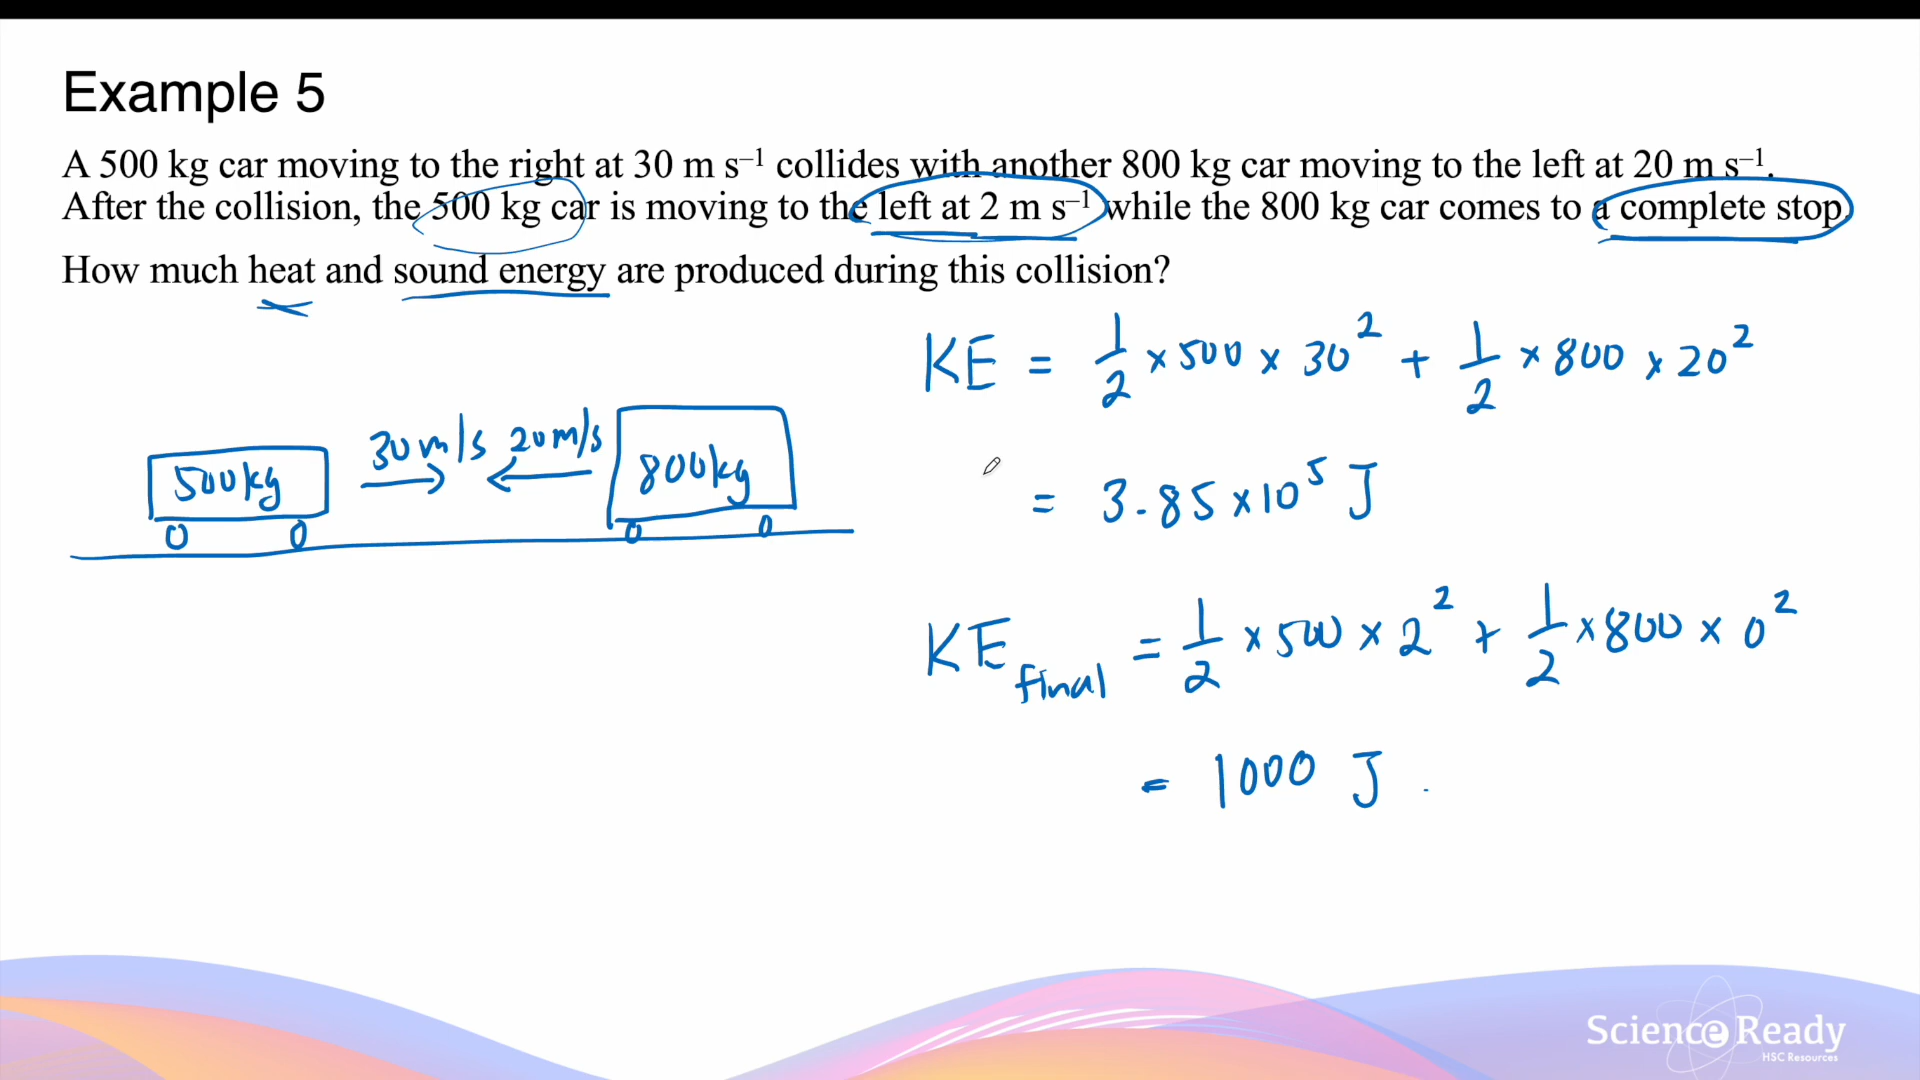 Example 5
A 500 kg car moving to the right at 30 m s⁻¹ collides with another 800 kg car moving to the left at 20 m s⁻¹.
After the collision, the 500 kg car is moving to the left at 2 m s⁻¹ while the 800 kg car comes to a complete stop.
How much heat and sound energy are produced during this collision?
KE = 1/2 × 500 × 30² + 1/2 × 800 × 20²
500kg 30m/s 20m/s 800kg
= 3.85 × 10⁵ J
KE final = 1/2 × 500 × 2² + 1/2 × 800 × 0²
= 1000 J .
Science Ready
HSC Resources